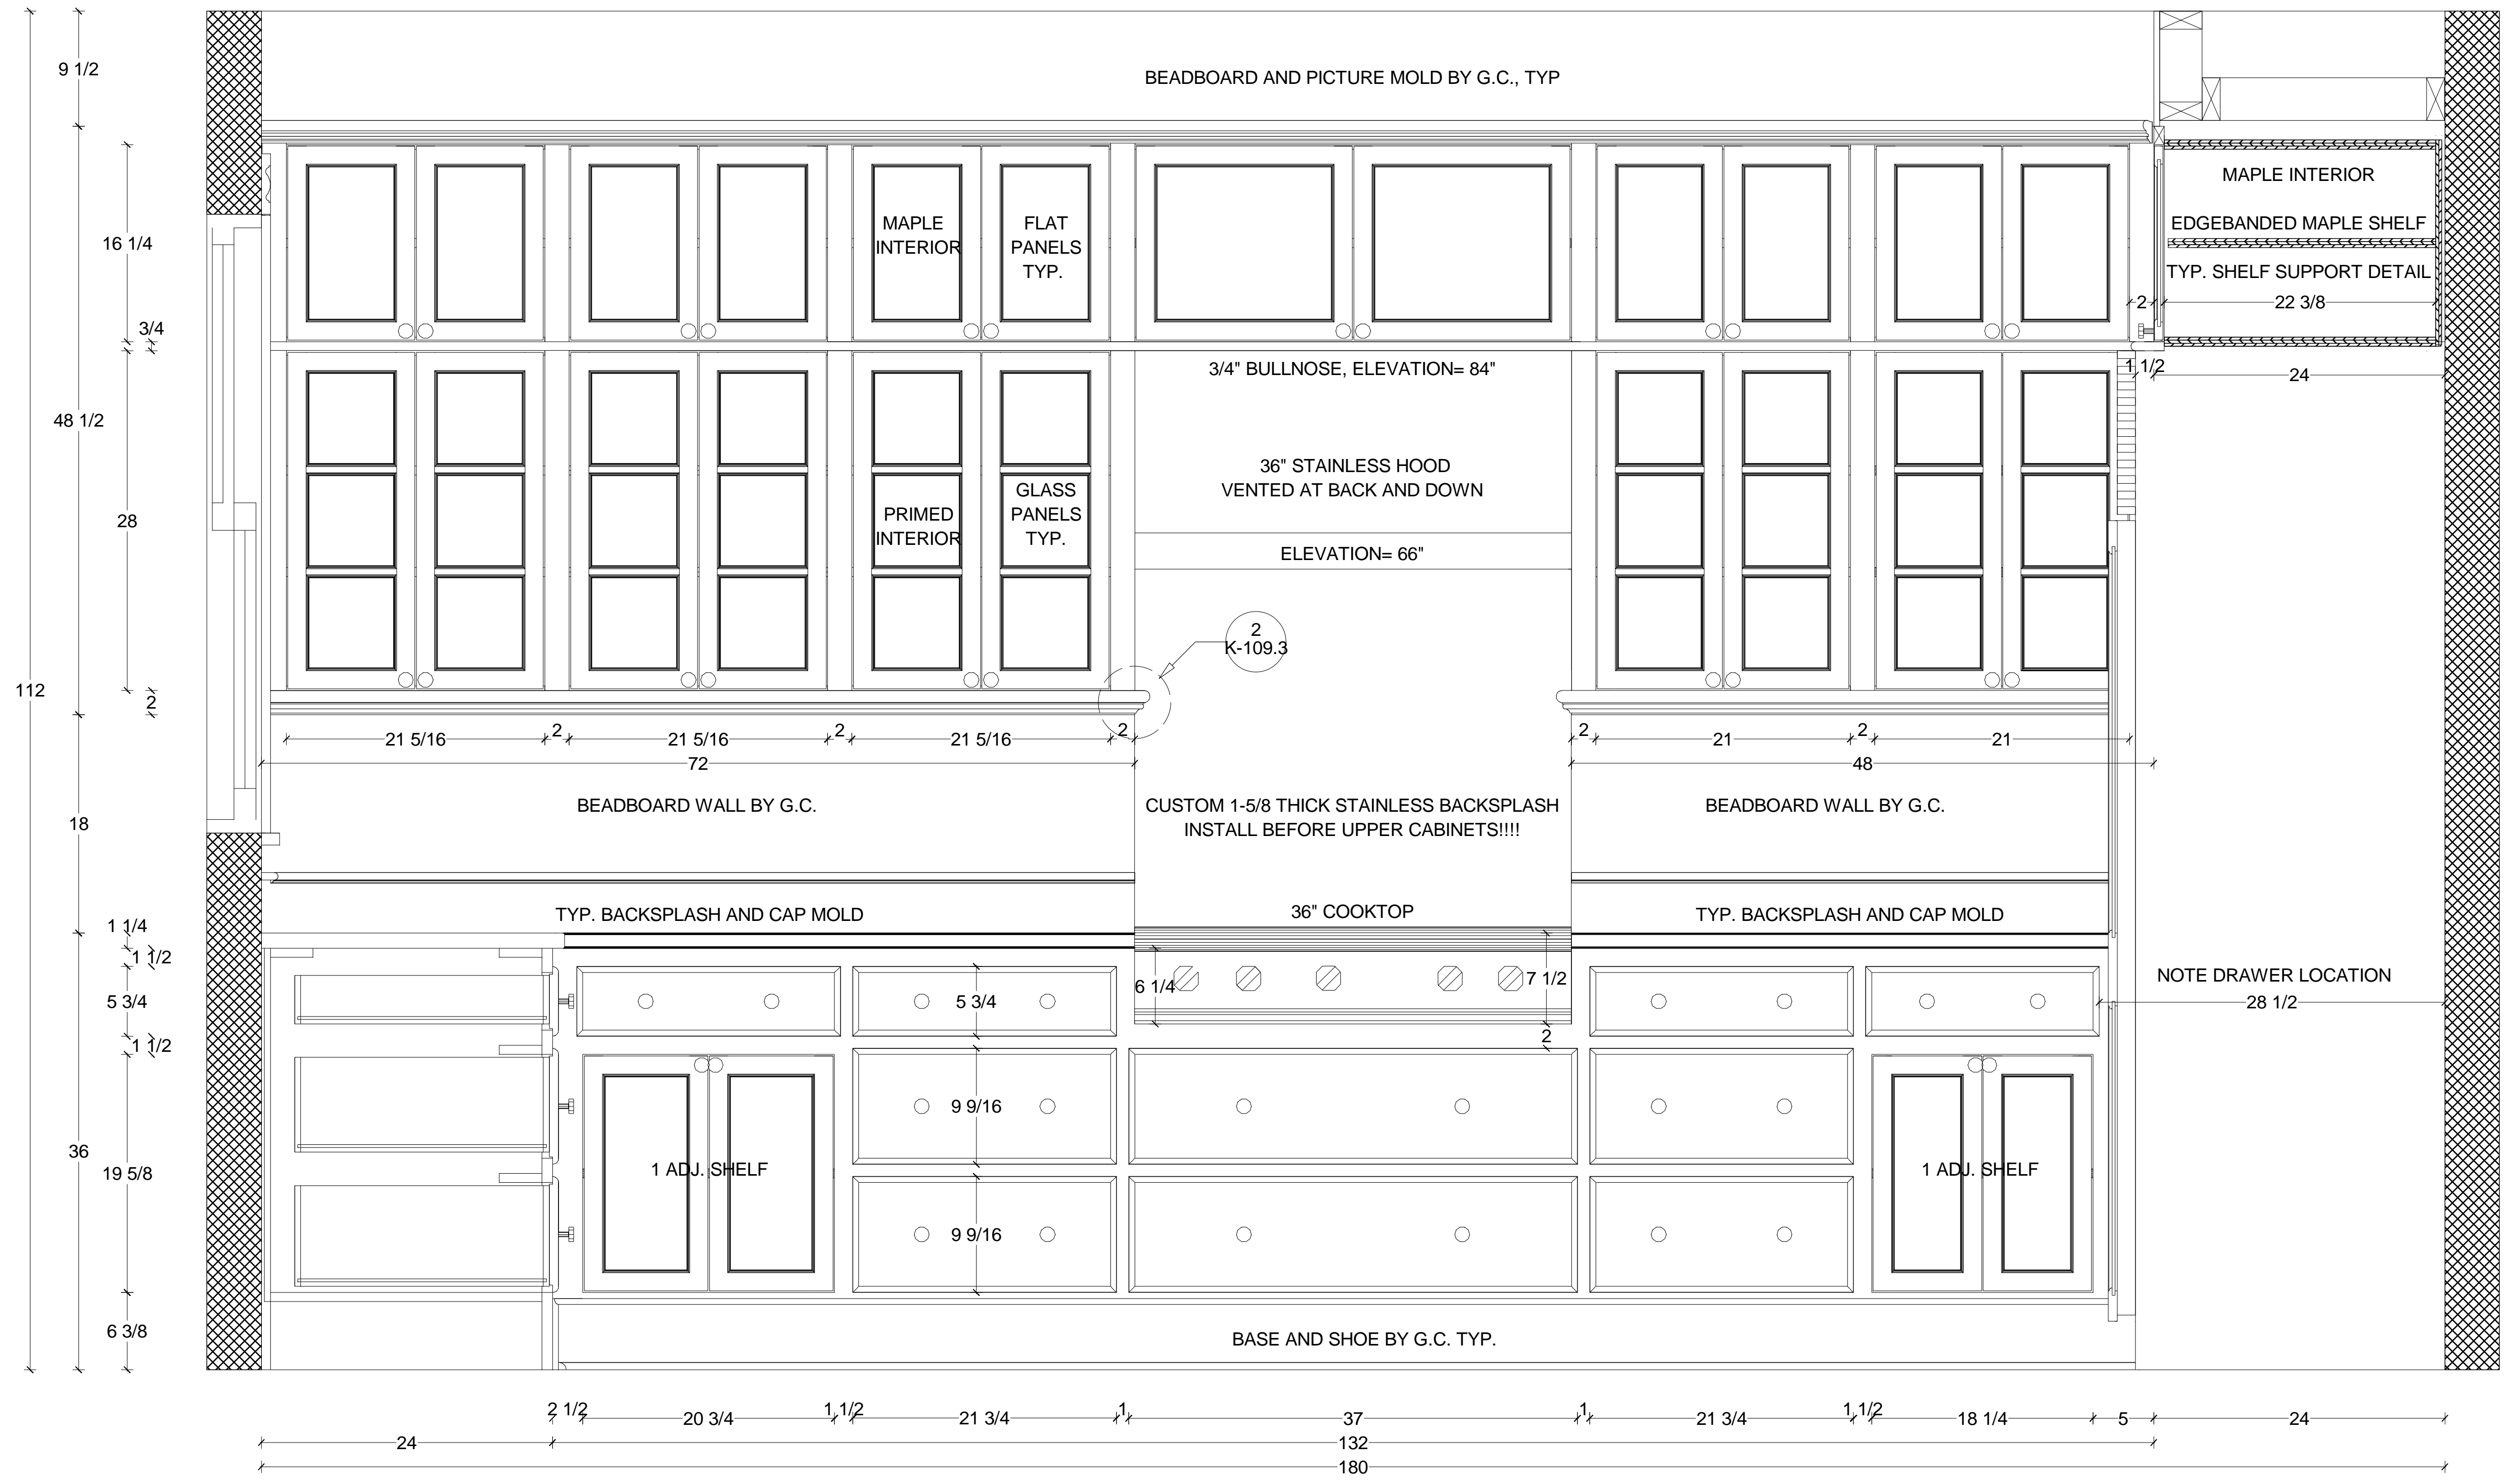 BEADBOARD AND PICTURE MOLD BY G.C., TYP
9 1/2
MAPLE INTERIOR
EDGEBANDED MAPLE SHELF
TYP. SHELF SUPPORT DETAIL
2
22 3/8
1 1/2
24
16 1/4
3/4
MAPLE
INTERIOR
FLAT
PANELS
TYP.
3/4" BULLNOSE, ELEVATION= 84"
48 1/2
28
36" STAINLESS HOOD
VENTED AT BACK AND DOWN
PRIMED
INTERIOR
GLASS
PANELS
TYP.
ELEVATION= 66"
2
K-109.3
112
2
21 5/16
2
21 5/16
2
21 5/16
2
2
21
2
21
72
48
18
BEADBOARD WALL BY G.C.
CUSTOM 1-5/8 THICK STAINLESS BACKSPLASH
INSTALL BEFORE UPPER CABINETS!!!!
BEADBOARD WALL BY G.C.
TYP. BACKSPLASH AND CAP MOLD
36" COOKTOP
TYP. BACKSPLASH AND CAP MOLD
1 1/4
1 1/2
5 3/4
1 1/2
5 3/4
6 1/4
7 1/2
2
NOTE DRAWER LOCATION
28 1/2
36
19 5/8
9 9/16
9 9/16
1 ADJ. SHELF
1 ADJ. SHELF
6 3/8
BASE AND SHOE BY G.C. TYP.
2 1/2
20 3/4
1 1/2
21 3/4
1
37
1
21 3/4
1 1/2
18 1/4
5
24
24
132
180